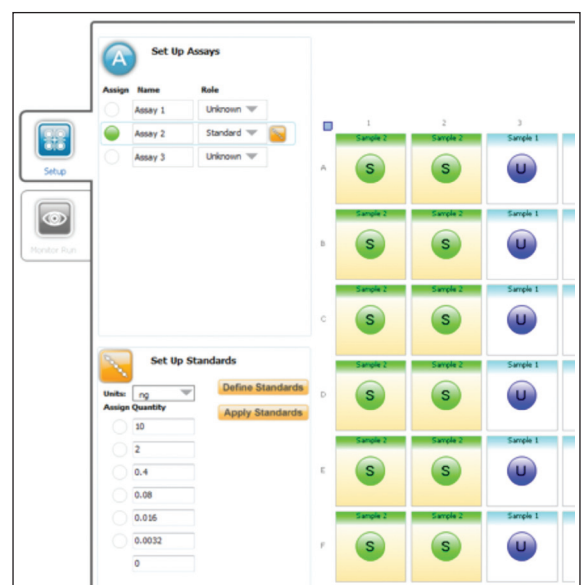 A Set Up Assays
Assign Name Role
Assay 1 Unknown
Assay 2 Standard
Assay 3 Unknown
Setup
Monitor Run
Set Up Standards
Units: ng Define Standards
Assign Quantity Apply Standards
10
2
0.4
0.08
0.016
0.0032
0
1 2 3
Sample 2 Sample 2 Sample 1
A S S U
Sample 2 Sample 2 Sample 1
B S S U
Sample 2 Sample 2 Sample 1
C S S U
Sample 2 Sample 2 Sample 1
D S S U
Sample 2 Sample 2 Sample 1
E S S U
Sample 2 Sample 2 Sample 1
F S S U